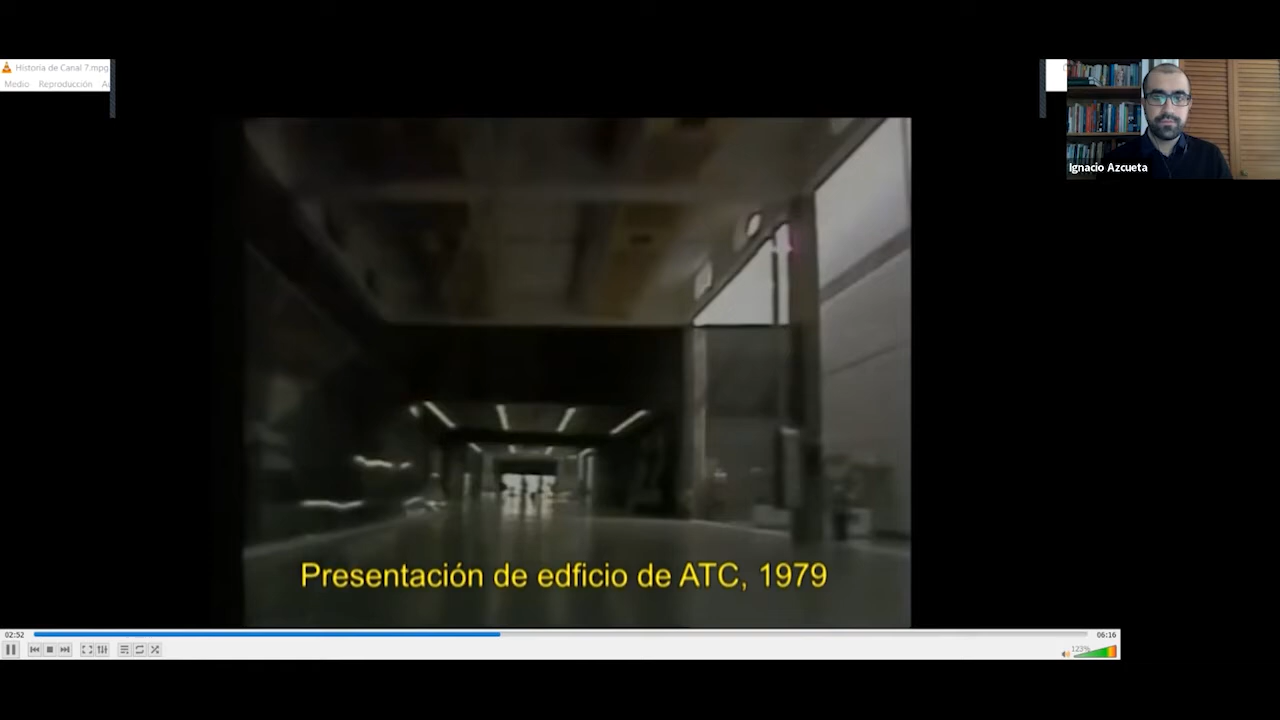 Historia de Canal 7.mpg
Medio Reproducción A
Ignacio Azcueta
Presentación de edficio de ATC, 1979
02:52
06:16
123%